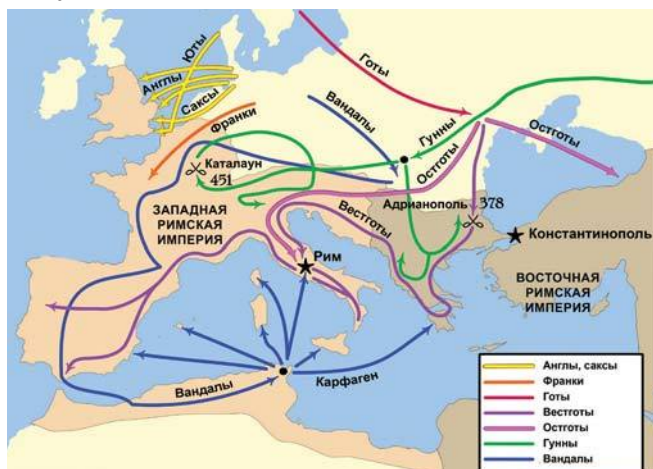 Юты
Англы
Саксы
Франки
Готы
Вандалы
Гунны
Остготы
Остготы
Каталаун
451
Адрианополь 378
Вестготы
Константинополь
ЗАПАДНАЯ
РИМСКАЯ
ИМПЕРИЯ
Рим
ВОСТОЧНАЯ
РИМСКАЯ
ИМПЕРИЯ
Вандалы
Карфаген
Англы, саксы
Франки
Готы
Вестготы
Остготы
Гунны
Вандалы